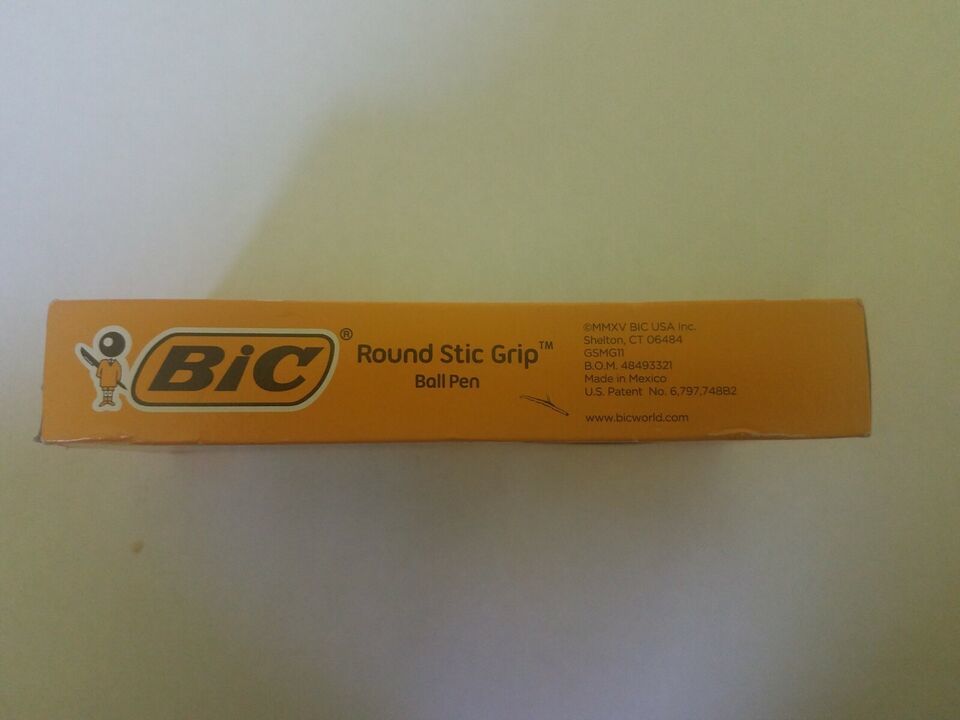 BiC®
Round Stic Grip™
Ball Pen
©MMXV BIC USA Inc.
Shelton, CT 06484
GSMG11
B.O.M. 48493321
Made in Mexico
U.S. Patent No. 6,797,748B2
www.bicworld.com